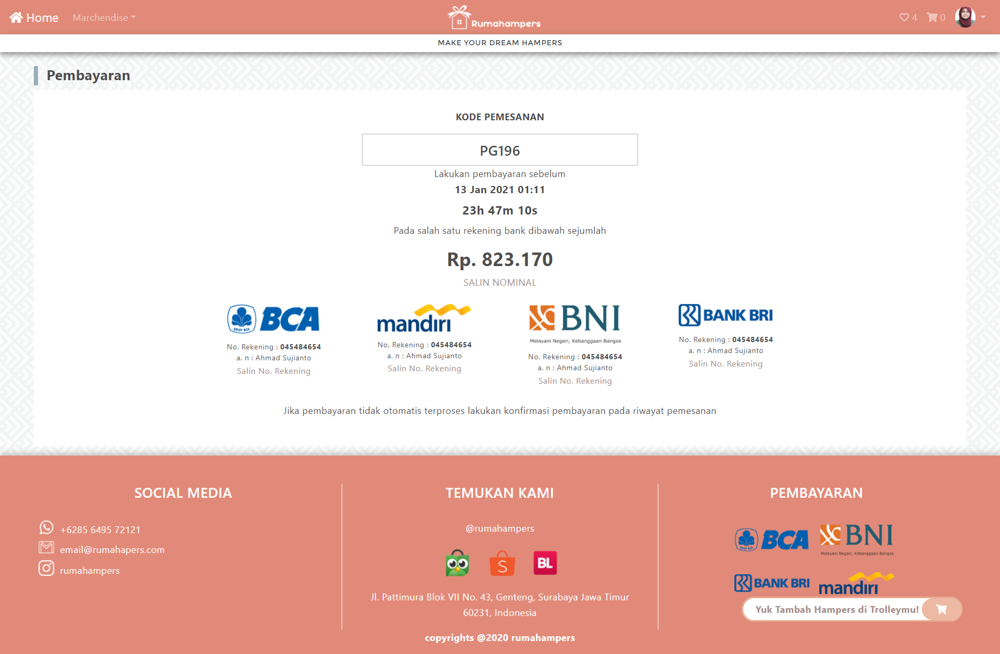 Home
Marchendise
Rumahampers
4
0
MAKE YOUR DREAM HAMPERS
Pembayaran
KODE PEMESANAN
PG196
Lakukan pembayaran sebelum
13 Jan 2021 01:11
23h 47m 10s
Pada salah satu rekening bank dibawah sejumlah
Rp. 823.170
SALIN NOMINAL
GRUP BCA
BCA
No. Rekening : 045484654
a. n : Ahmad Sujianto
Salin No. Rekening
mandiri
No. Rekening : 045484654
a. n : Ahmad Sujianto
Salin No. Rekening
BNI
Melayani Negeri, Kebanggaan Bangsa
No. Rekening : 045484654
a. n : Ahmad Sujianto
Salin No. Rekening
BANK BRI
No. Rekening : 045484654
a. n : Ahmad Sujianto
Salin No. Rekening
Jika pembayaran tidak otomatis terproses lakukan konfirmasi pembayaran pada riwayat pemesanan
SOCIAL MEDIA
+6285 6495 72121
email@rumahapers.com
rumahampers
TEMUKAN KAMI
@rumahampers
S
BL
Jl. Pattimura Blok VII No. 43, Genteng, Surabaya Jawa Timur
60231, Indonesia
PEMBAYARAN
GRUP BCA
BCA
BNI
Melayani Negeri, Kebanggaan Bangsa
BANK BRI
mandiri
Yuk Tambah Hampers di Trolleymu!
copyrights @2020 rumahampers